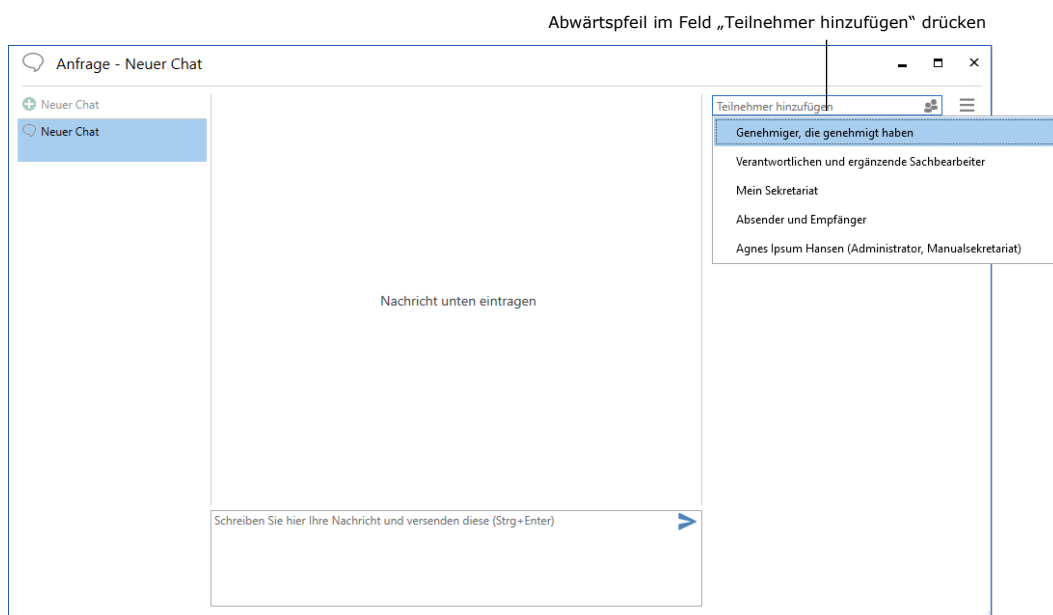 Abwärtspfeil im Feld „Teilnehmer hinzufügen“ drücken
Anfrage - Neuer Chat
Neuer Chat
Neuer Chat
Teilnehmer hinzufügen
Genehmiger, die genehmigt haben
Verantwortlichen und ergänzende Sachbearbeiter
Mein Sekretariat
Absender und Empfänger
Agnes Ipsum Hansen (Administrator, Manualsekretariat)
Nachricht unten eintragen
Schreiben Sie hier Ihre Nachricht und versenden diese (Strg+Enter)